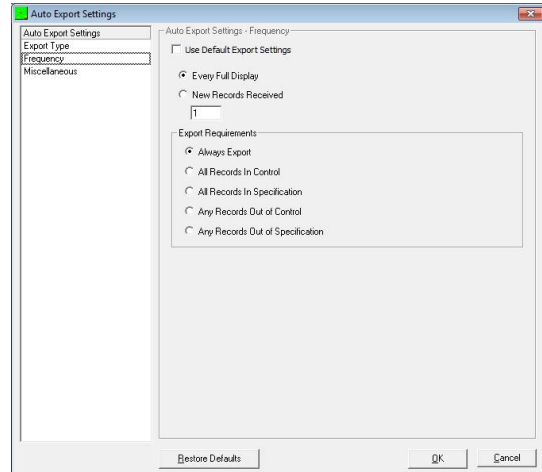 Auto Export Settings
Auto Export Settings
Export Type
Frequency
Miscellaneous
Auto Export Settings - Frequency
Use Default Export Settings
Every Full Display
New Records Received
1
Export Requirements
Always Export
All Records In Control
All Records In Specification
Any Records Out of Control
Any Records Out of Specification
Restore Defaults
OK
Cancel